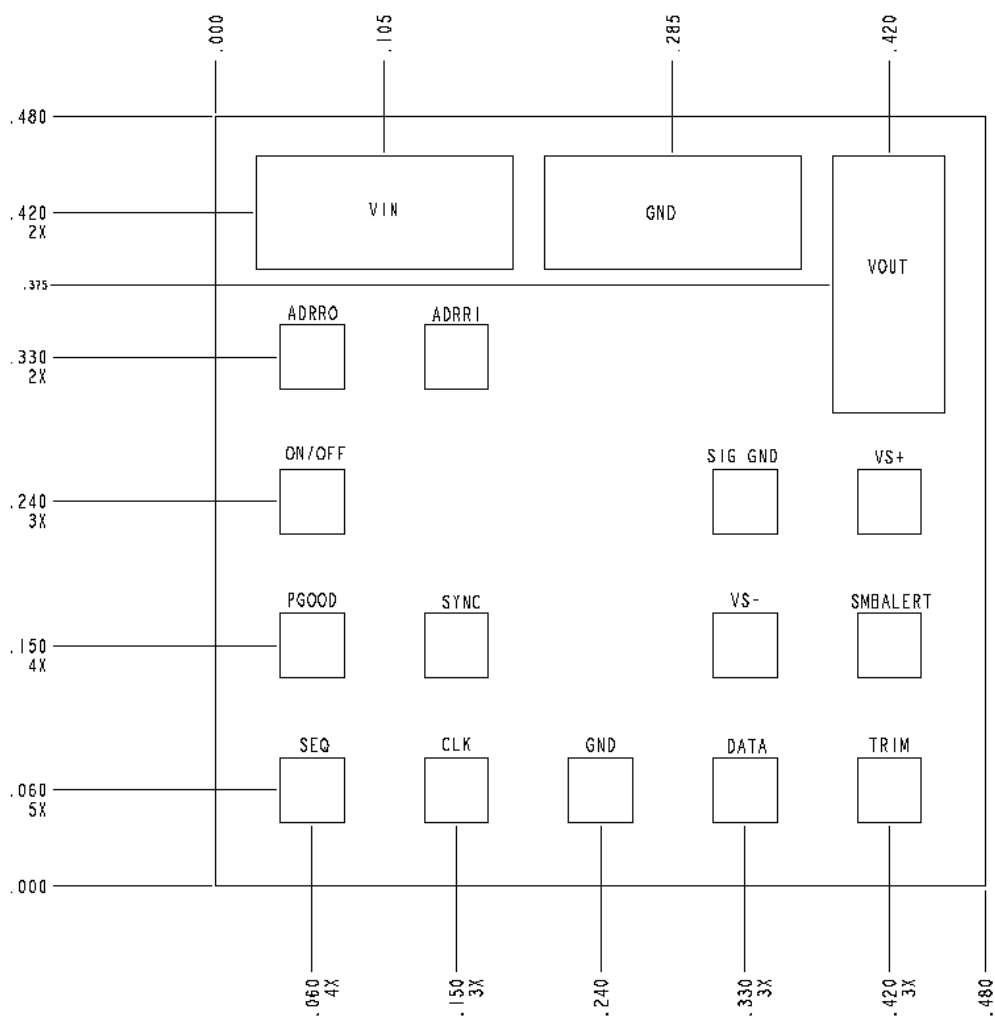 .000
.105
.285
.420
.480
.420
2X
VIN
GND
VOUT
.375
ADRR0
ADRR1
.330
2X
ON/OFF
SIG GND
VS+
.240
3X
PGOOD
SYNC
VS-
SMBALERT
.150
4X
SEQ
CLK
GND
DATA
TRIM
.060
5X
.000
.060
4X
.150
3X
.240
.330
3X
.420
3X
.480